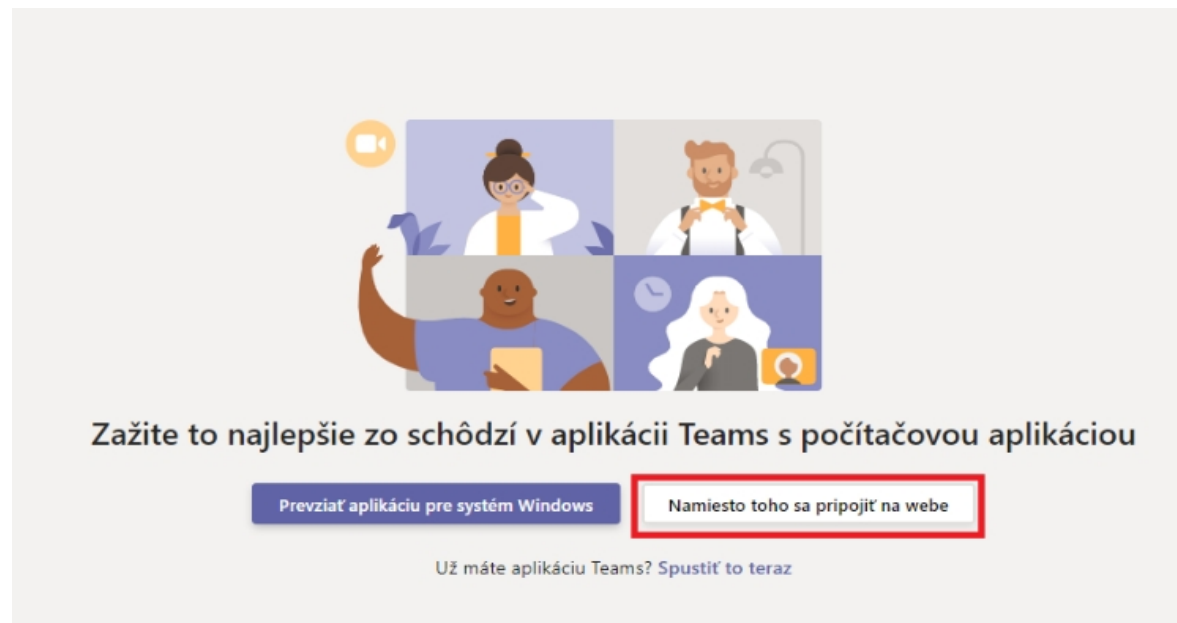 Zažite to najlepšie zo schôdzí v aplikácii Teams s počítačovou aplikáciou
Prevziať aplikáciu pre systém Windows
Namiesto toho sa pripojiť na webe
Už máte aplikáciu Teams? Spustiť to teraz